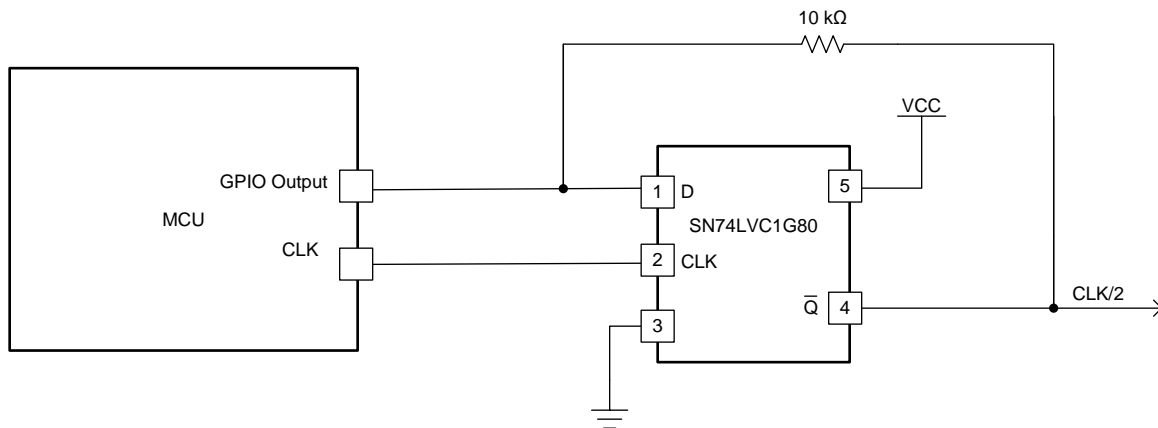 10 kΩ
VCC
GPIO Output
1
D
5
MCU
SN74LVC1G80
CLK
2
CLK
3
Q̅
4
CLK/2